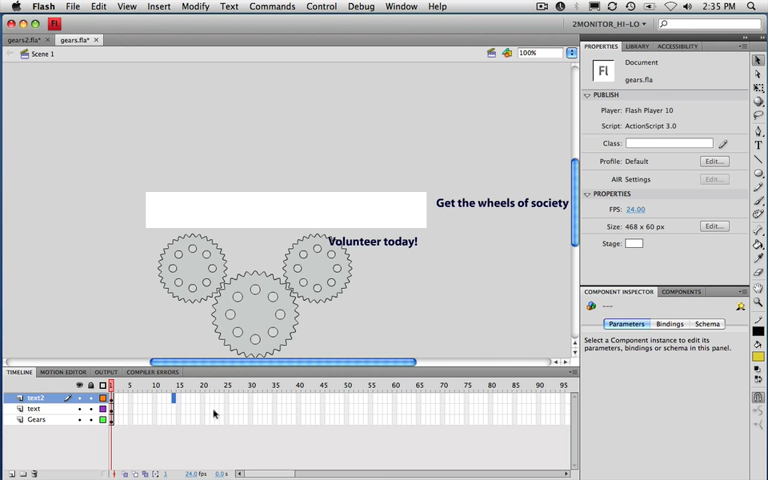 Flash File Edit View Insert Modify Text Commands Control Debug Window Help 2:35 PM
Fl 2MONITOR_HI-LO
gears2.fla* × gears.fla* ×
Scene 1 100%
PROPERTIES LIBRARY ACCESSIBILITY
Fl Document
gears.fla
PUBLISH
Player: Flash Player 10
Script: ActionScript 3.0
Class:
Profile: Default Edit...
AIR Settings Edit...
PROPERTIES
FPS: 24.00
Size: 468 x 60 px Edit...
Stage:
Get the wheels of society
Volunteer today!
COMPONENT INSPECTOR COMPONENTS
---
Parameters Bindings Schema
Select a Component instance to edit its
parameters, bindings or schema in this panel.
TIMELINE MOTION EDITOR OUTPUT COMPILER ERRORS
1 5 10 15 20 25 30 35 40 45 50 55 60 65 70 75 80 85 90 95
text2
text
Gears
1 24.0 fps 0.0 s